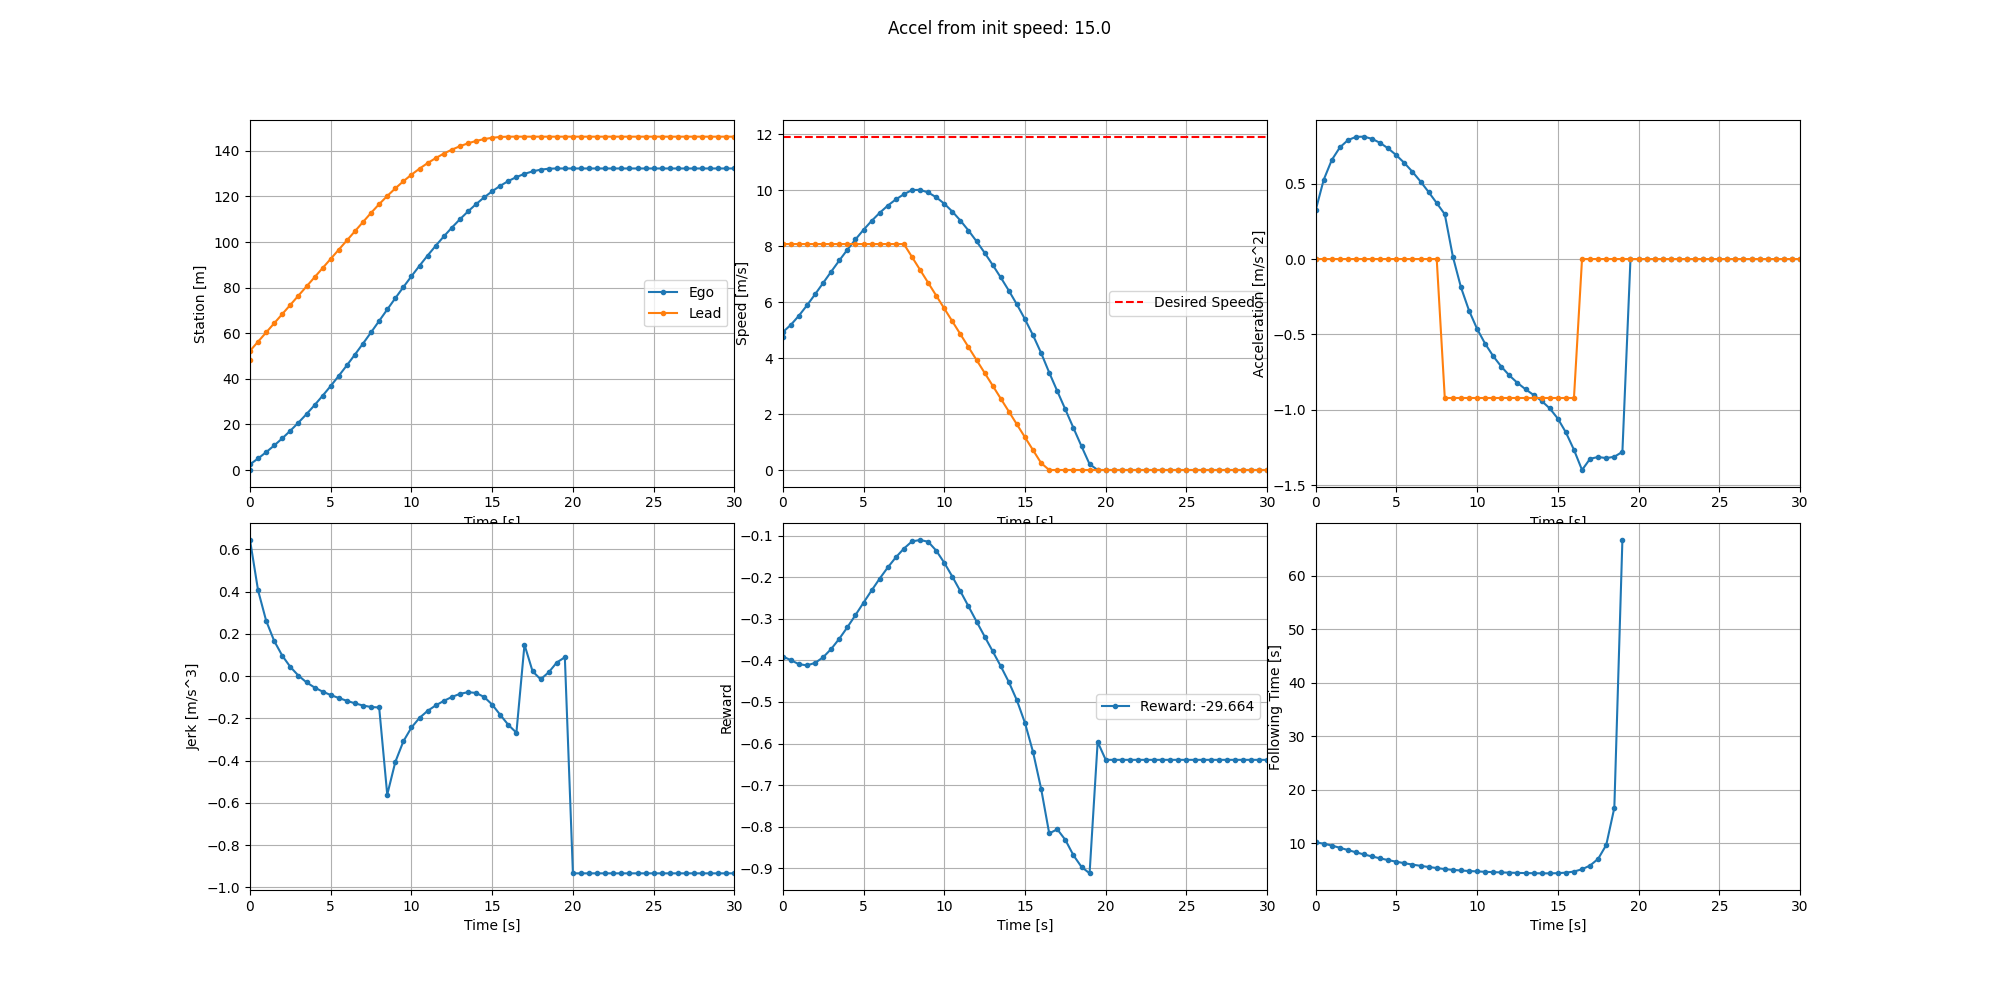 Accel from init speed: 15.0
Station [m]
140
120
100
80
60
40
20
0
Ego
Lead
0 5 10 15 20 25 30
Time [s]
Speed [m/s]
12
10
8
6
4
2
0
Desired Speed
0 5 10 15 20 25 30
Time [s]
Acceleration [m/s^2]
0.5
0.0
−0.5
−1.0
−1.5
0 5 10 15 20 25 30
Time [s]
Jerk [m/s^3]
0.6
0.4
0.2
0.0
−0.2
−0.4
−0.6
−0.8
−1.0
0 5 10 15 20 25 30
Time [s]
Reward
−0.1
−0.2
−0.3
−0.4
−0.5
−0.6
−0.7
−0.8
−0.9
Reward: -29.664
0 5 10 15 20 25 30
Time [s]
Following Time [s]
60
50
40
30
20
10
0 5 10 15 20 25 30
Time [s]